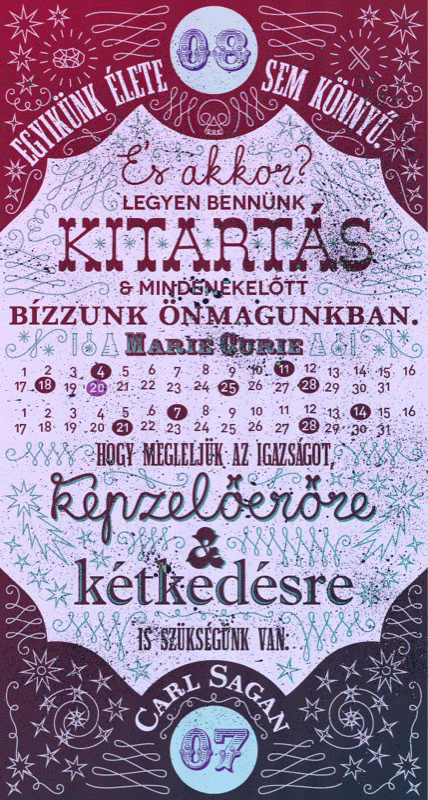 08
EGYIKÜNK ÉLETE SEM KÖNNYŰ.
És akkor?
LEGYEN BENNÜNK
KITARTÁS
& MINDENEKELŐTT
BÍZZUNK ÖNMAGUNKBAN.
MARIE CURIE
1 2 3 4 5 6 7 8 9 10 11 12 13 14 15 16
17 18 19 20 21 22 23 24 25 26 27 28 29 30 31
1 2 3 4 5 6 7 8 9 10 11 12 13 14 15 16
17 18 19 20 21 22 23 24 25 26 27 28 29 30 31
HOGY MEGLELJÜK AZ IGAZSÁGOT,
képzelőerőre
&
kétkedésre
IS SZÜKSÉGÜNK VAN.
CARL SAGAN
07